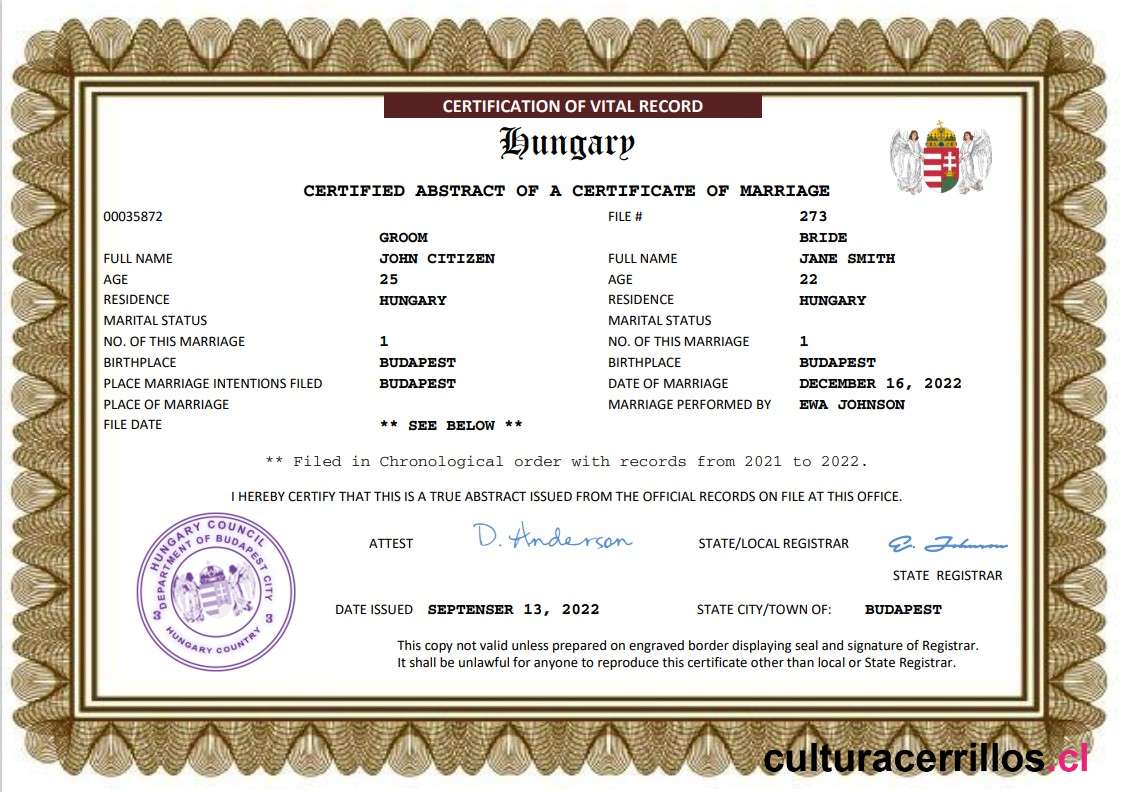 CERTIFICATION OF VITAL RECORD
Hungary
CERTIFIED ABSTRACT OF A CERTIFICATE OF MARRIAGE
00035872 FILE # 273
GROOM BRIDE
FULL NAME JOHN CITIZEN FULL NAME JANE SMITH
AGE 25 AGE 22
RESIDENCE HUNGARY RESIDENCE HUNGARY
MARITAL STATUS MARITAL STATUS
NO. OF THIS MARRIAGE 1 NO. OF THIS MARRIAGE 1
BIRTHPLACE BUDAPEST BIRTHPLACE BUDAPEST
PLACE MARRIAGE INTENTIONS FILED BUDAPEST DATE OF MARRIAGE DECEMBER 16, 2022
PLACE OF MARRIAGE MARRIAGE PERFORMED BY EWA JOHNSON
FILE DATE ** SEE BELOW **
** Filed in Chronological order with records from 2021 to 2022.
I HEREBY CERTIFY THAT THIS IS A TRUE ABSTRACT ISSUED FROM THE OFFICIAL RECORDS ON FILE AT THIS OFFICE.
HUNGARY COUNCIL
DEPARTMENT OF BUDAPEST CITY
3 3
HUNGARY COUNTRY
ATTEST D. Anderson STATE/LOCAL REGISTRAR E. Johnson
STATE REGISTRAR
DATE ISSUED SEPTENSER 13, 2022 STATE CITY/TOWN OF: BUDAPEST
This copy not valid unless prepared on engraved border displaying seal and signature of Registrar.
It shall be unlawful for anyone to reproduce this certificate other than local or State Registrar.
culturacerrillos.cl